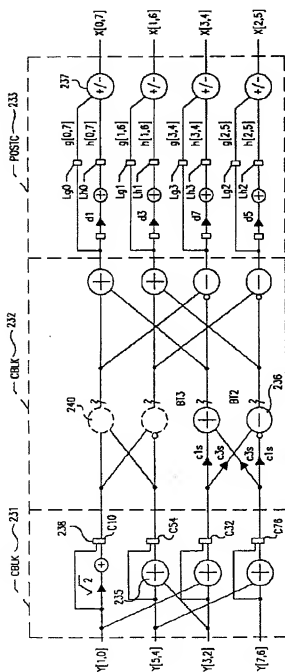 CBLK 231
CBLK 232
POSTC 233
Y[1,0]
√2
238
C10
240
Lg0
Lh0
d1
g[0,7]
h[0,7]
237
+/-
X[0,7]
Y[5,4]
235
C54
BT3
Lg1
Lh1
d3
g[1,6]
h[1,6]
+/-
X[1,6]
Y[3,2]
C32
c1s
c3s
BT2
Lg3
Lh3
d7
g[3,4]
h[3,4]
+/-
X[3,4]
Y[7,6]
C76
c3s
c1s
236
Lg2
Lh2
d5
g[2,5]
h[2,5]
+/-
X[2,5]